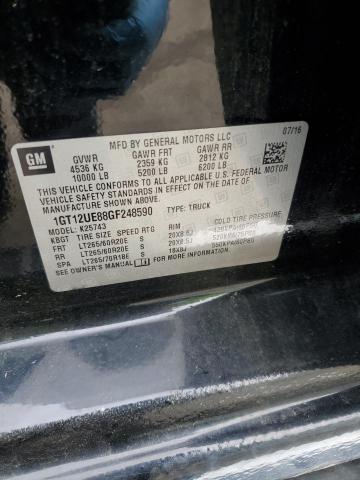 07/16
MFD BY GENERAL MOTORS LLC
GM GVWR GAWR FRT GAWR RR
4536 KG 2359 KG 2812 KG
10000 LB 5200 LB 6200 LB
THIS VEHICLE CONFORMS TO ALL APPLICABLE U.S. FEDERAL MOTOR
VEHICLE SAFETY STANDARDS IN EFFECT ON THE DATE OF
MANUFACTURE SHOWN ABOVE.
1GT12UE88GF248590 TYPE: TRUCK
MODEL: K25743
KBGT TIRE SIZE SPEED RTG RIM COLD TIRE PRESSURE
FRT LT265/60R20E S 20X8.5J
RR LT265/60R20E S 20X8.5J
SPA LT265/70R18E S 18X8J
SEE OWNER'S MANUAL